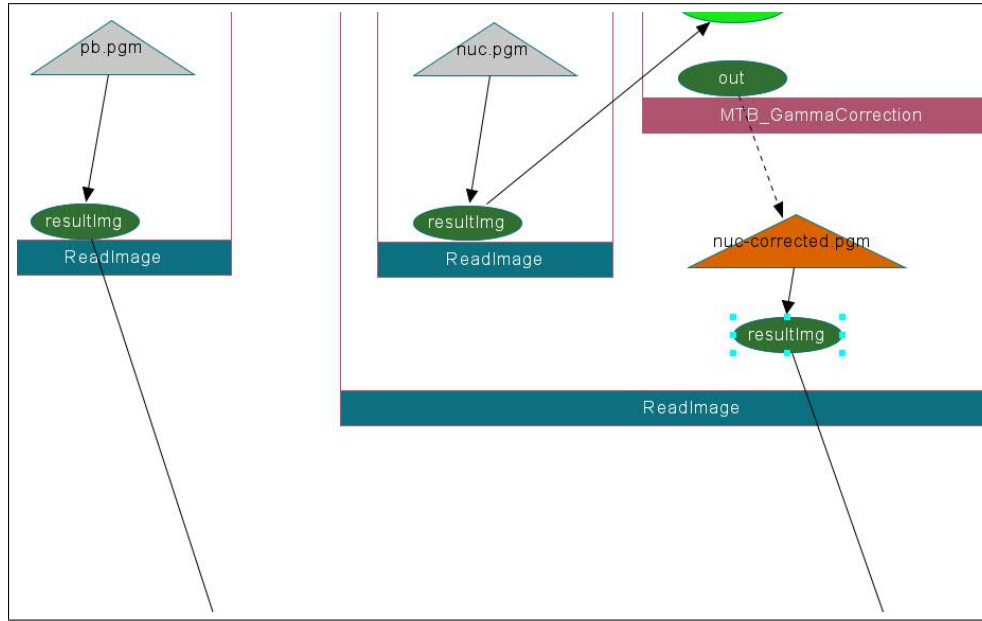 pb.pgm
nuc.pgm
out
MTB_GammaCorrection
resultImg
resultImg
nuc-corrected.pgm
ReadImage
ReadImage
resultImg
ReadImage